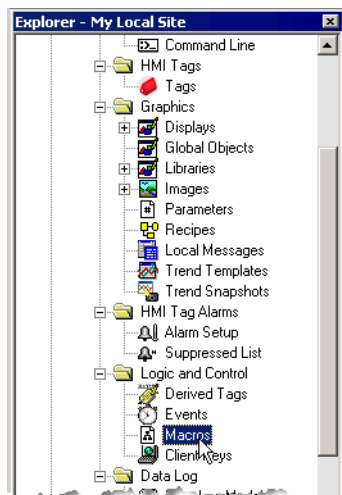 Explorer - My Local Site
Command Line
HMI Tags
Tags
Graphics
Displays
Global Objects
Libraries
Images
Parameters
Recipes
Local Messages
Trend Templates
Trend Snapshots
HMI Tag Alarms
Alarm Setup
Suppressed List
Logic and Control
Derived Tags
Events
Macros
Client Keys
Data Log